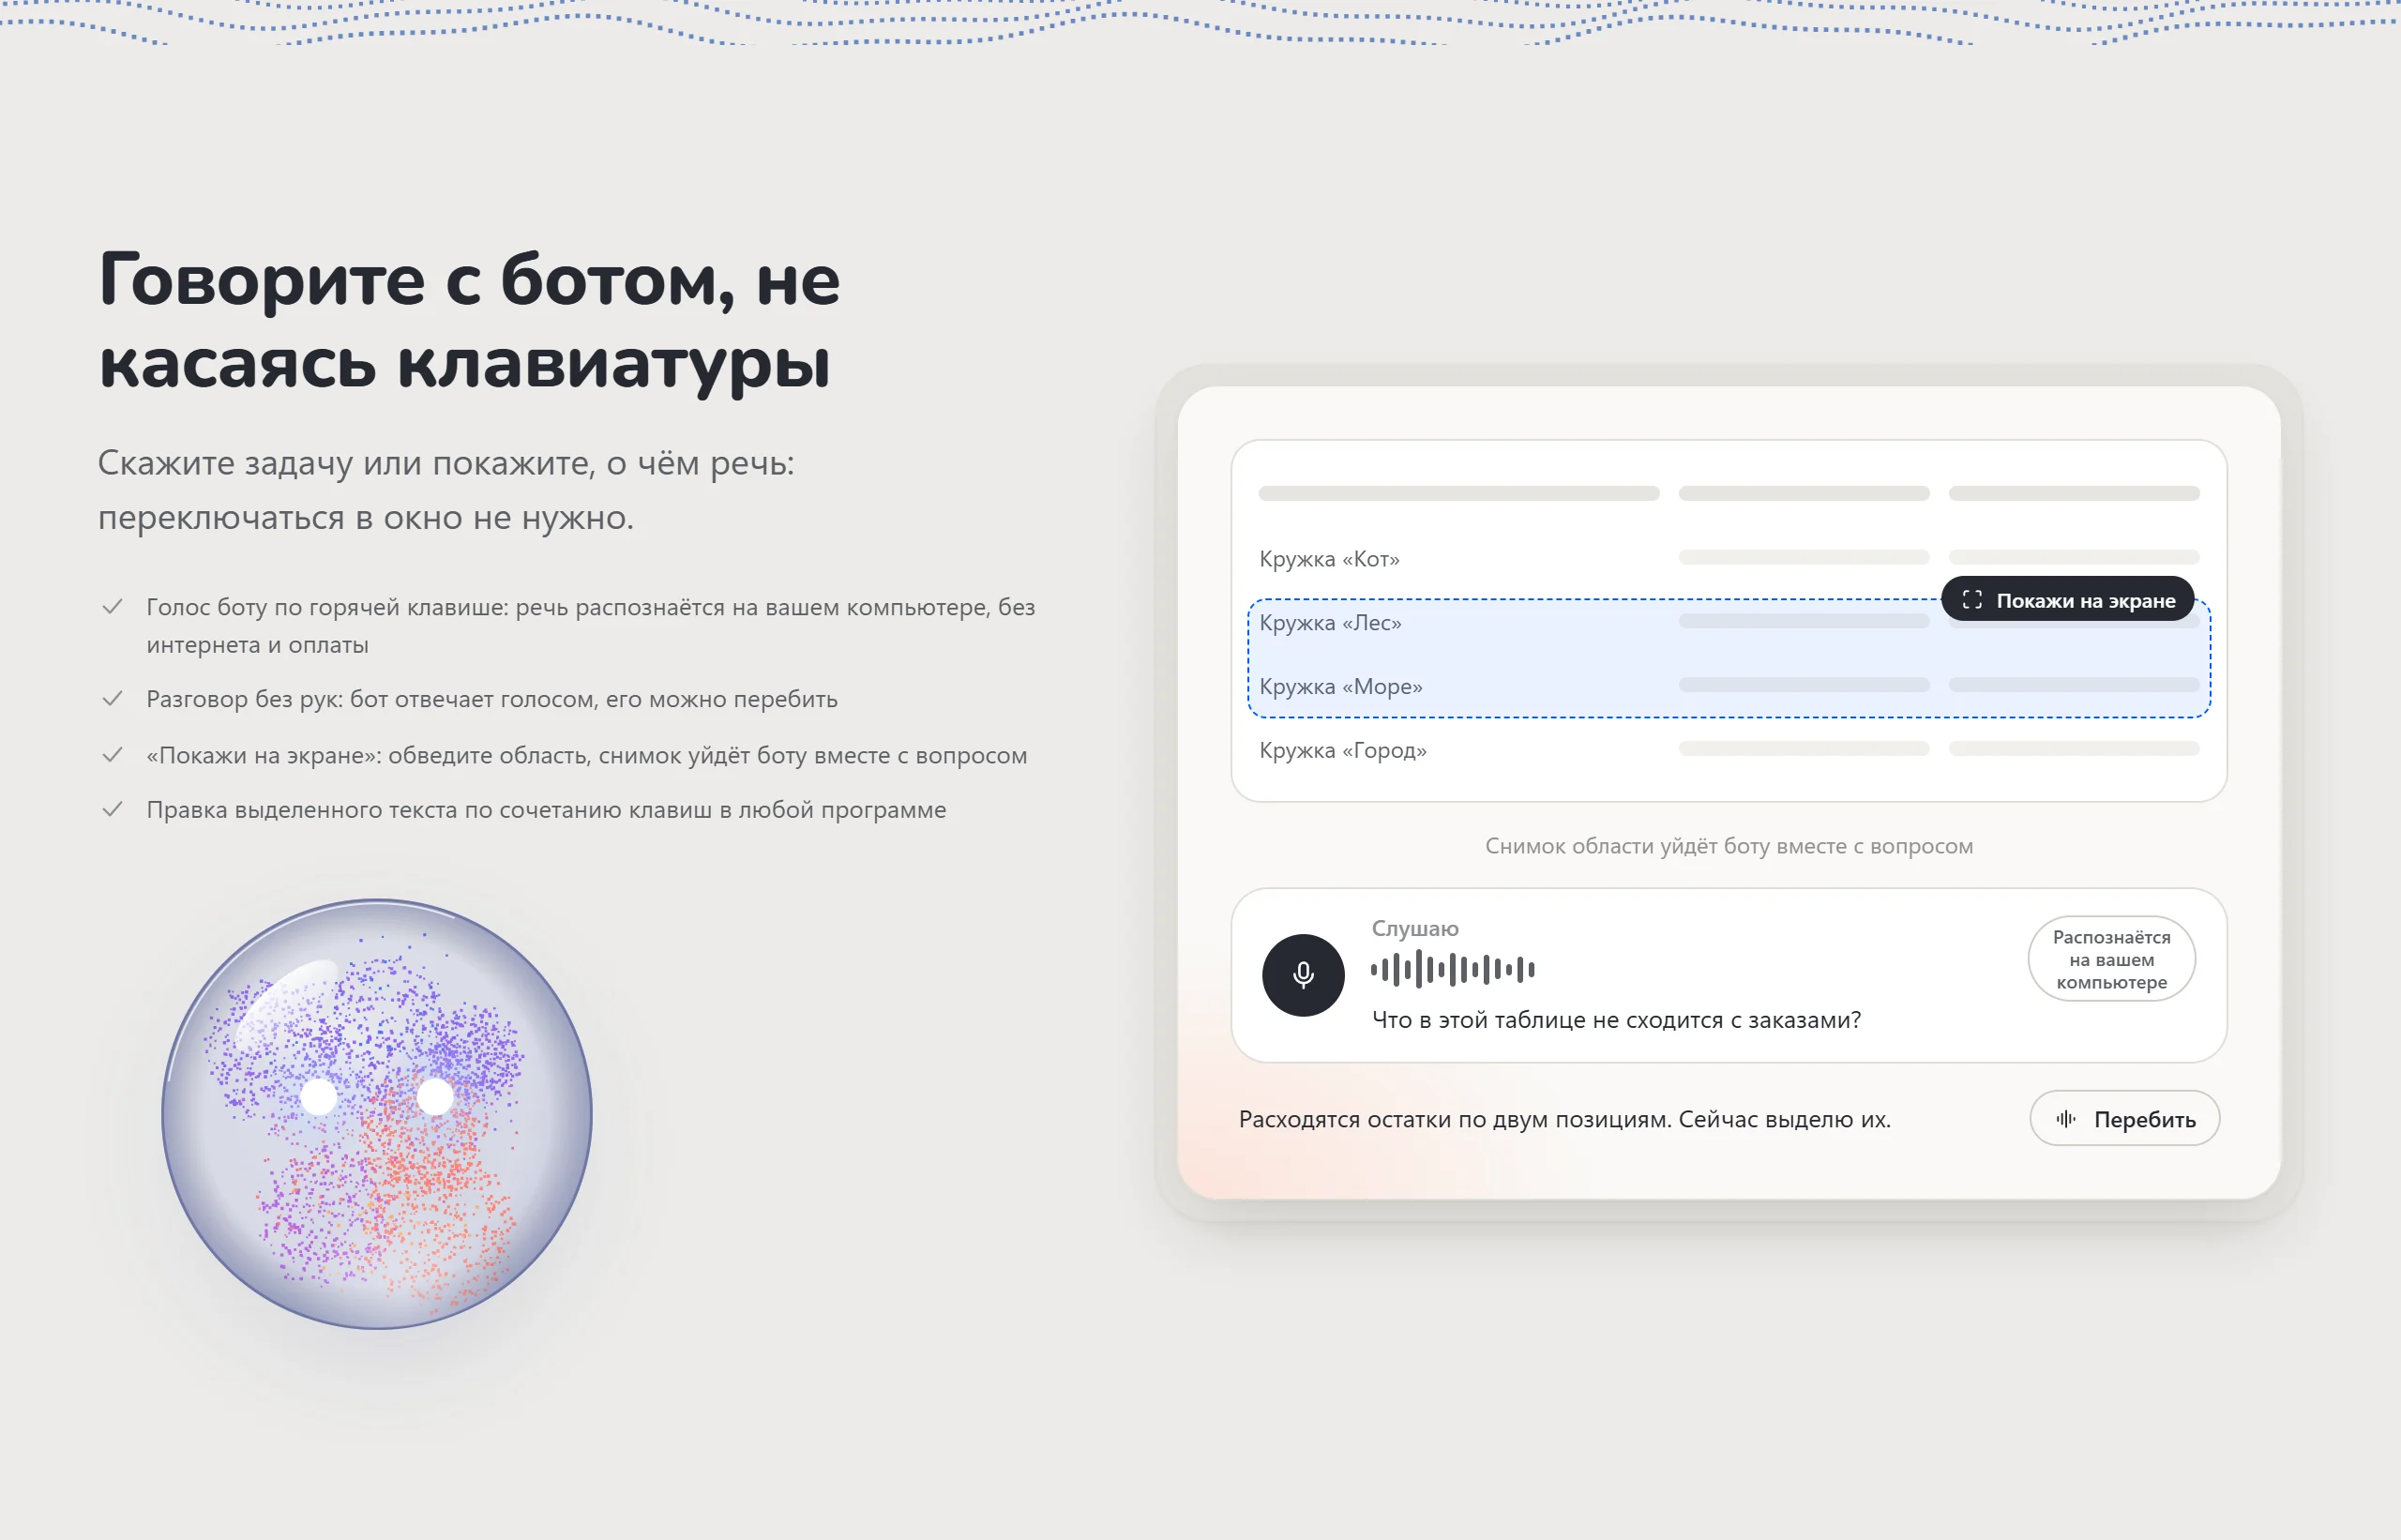 Говорите с ботом, не
касаясь клавиатуры
Скажите задачу или покажите, о чём речь:
переключаться в окно не нужно.
Голос боту по горячей клавише: речь распознаётся на вашем компьютере, без
интернета и оплаты
Разговор без рук: бот отвечает голосом, его можно перебить
«Покажи на экране»: обведите область, снимок уйдёт боту вместе с вопросом
Правка выделенного текста по сочетанию клавиш в любой программе
Кружка «Кот»
Покажи на экране
Кружка «Лес»
Кружка «Море»
Кружка «Город»
Снимок области уйдёт боту вместе с вопросом
Слушаю
Что в этой таблице не сходится с заказами?
Распознаётся
на вашем
компьютере
Расходятся остатки по двум позициям. Сейчас выделю их.
Перебить